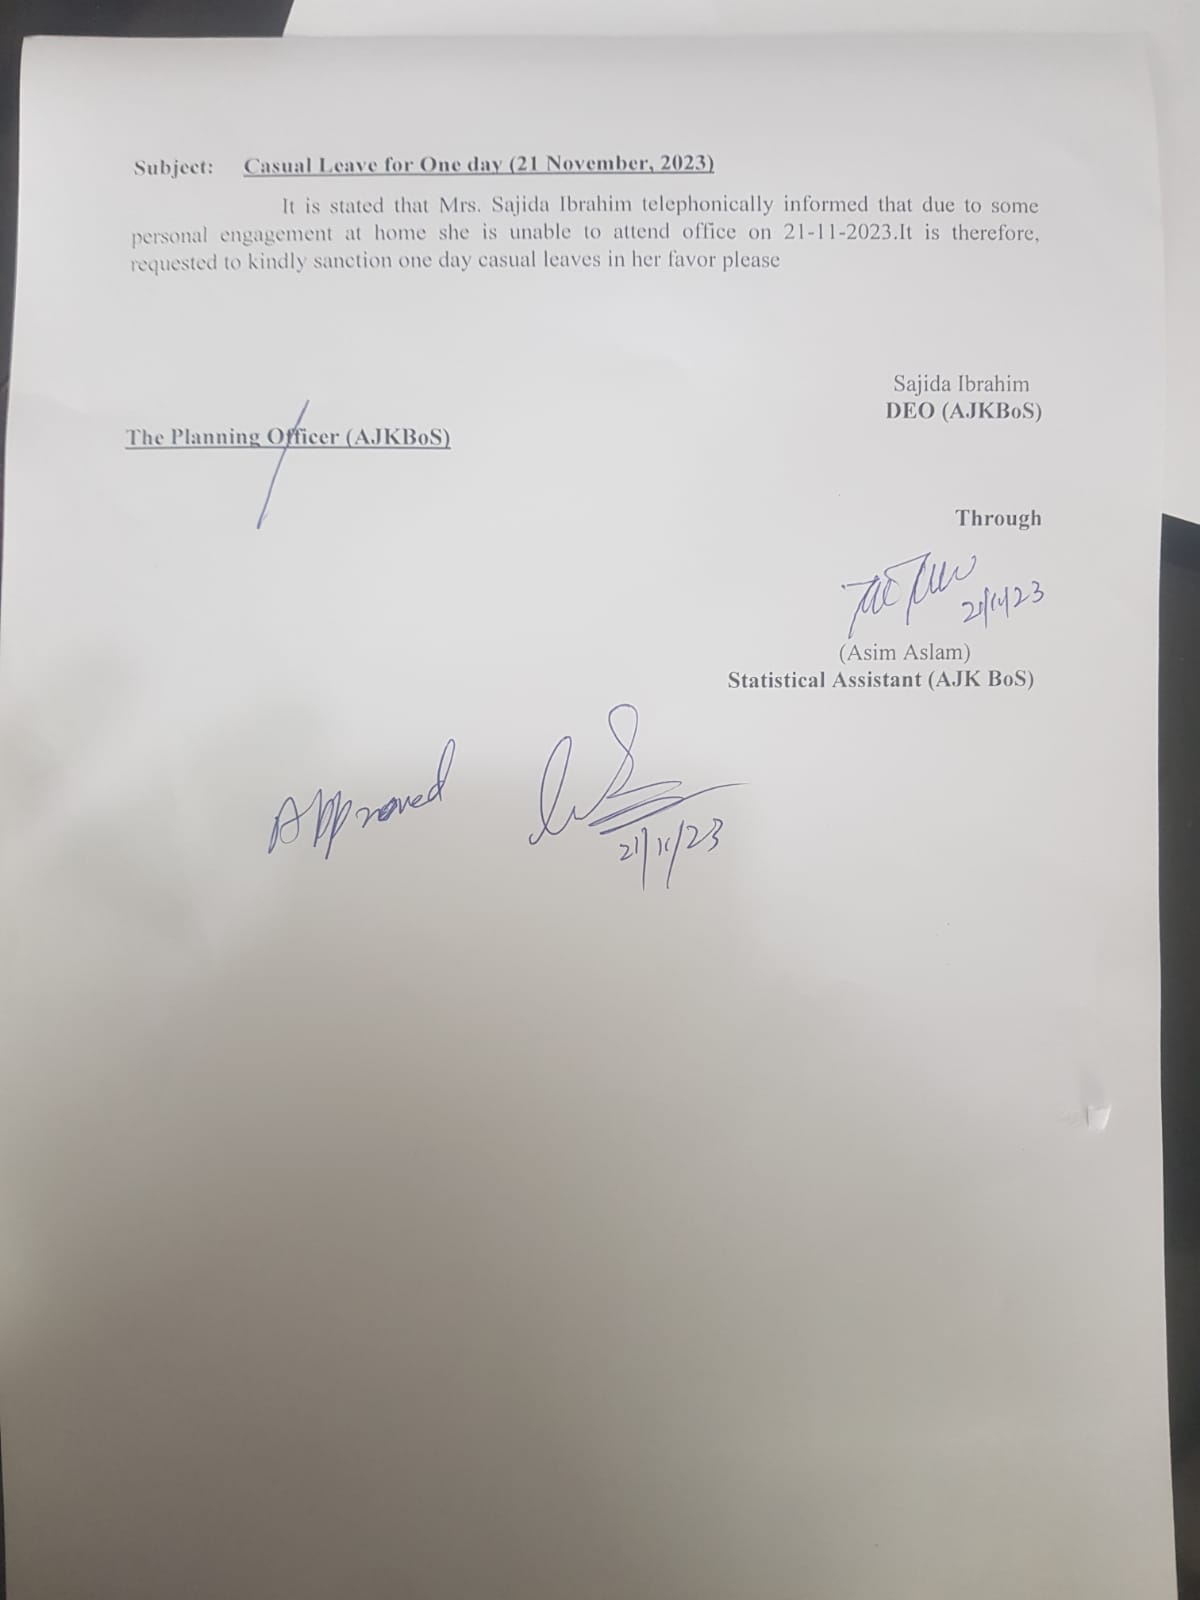 Subject: Casual Leave for One day (21 November, 2023)
It is stated that Mrs. Sajida Ibrahim telephonically informed that due to some
personal engagement at home she is unable to attend office on 21-11-2023.It is therefore,
requested to kindly sanction one day casual leaves in her favor please
Sajida Ibrahim
DEO (AJKBoS)
The Planning Officer (AJKBoS)
Through
21/11/23
(Asim Aslam)
Statistical Assistant (AJK BoS)
Approved
21/11/23